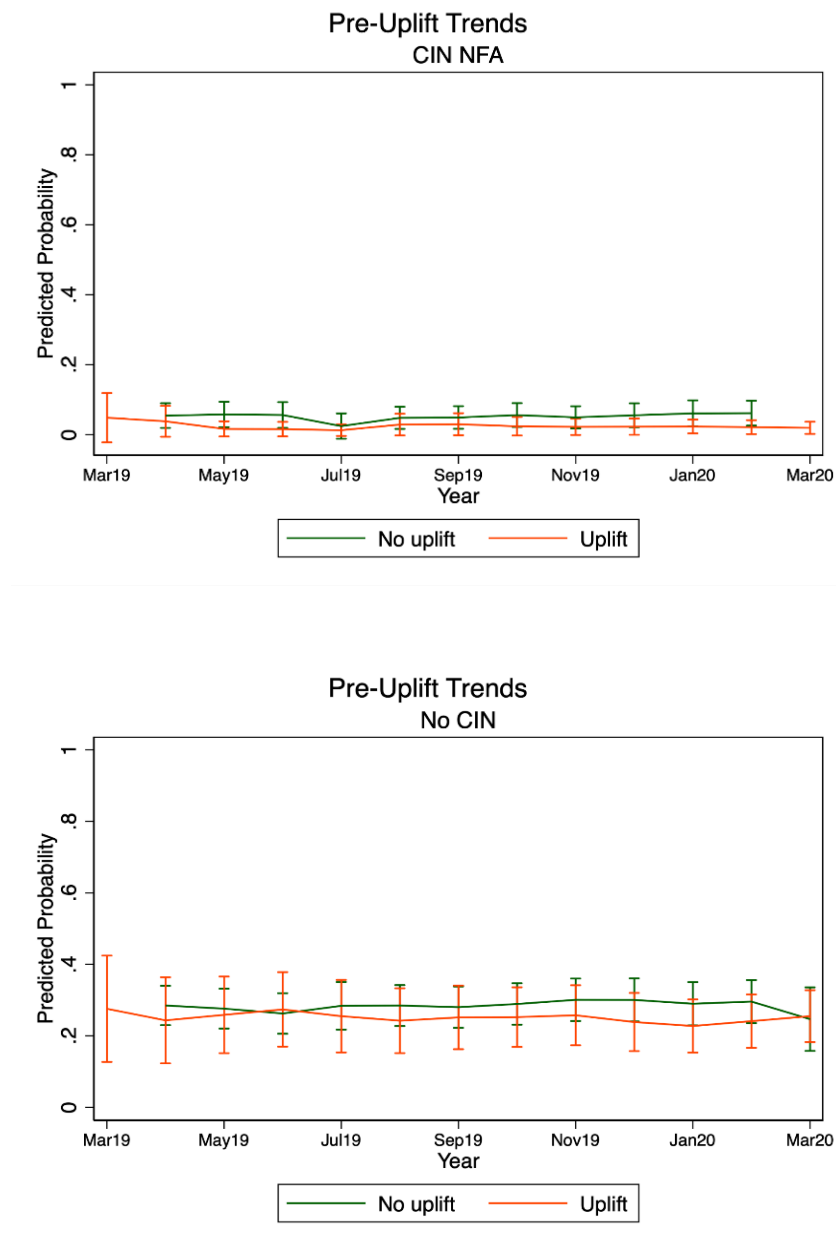 Pre-Uplift Trends
CIN NFA
Predicted Probability
1
.8
.6
.4
.2
0
Mar19 May19 Jul19 Sep19 Nov19 Jan20 Mar20
Year
No uplift Uplift
Pre-Uplift Trends
No CIN
Predicted Probability
1
.8
.6
.4
.2
0
Mar19 May19 Jul19 Sep19 Nov19 Jan20 Mar20
Year
No uplift Uplift